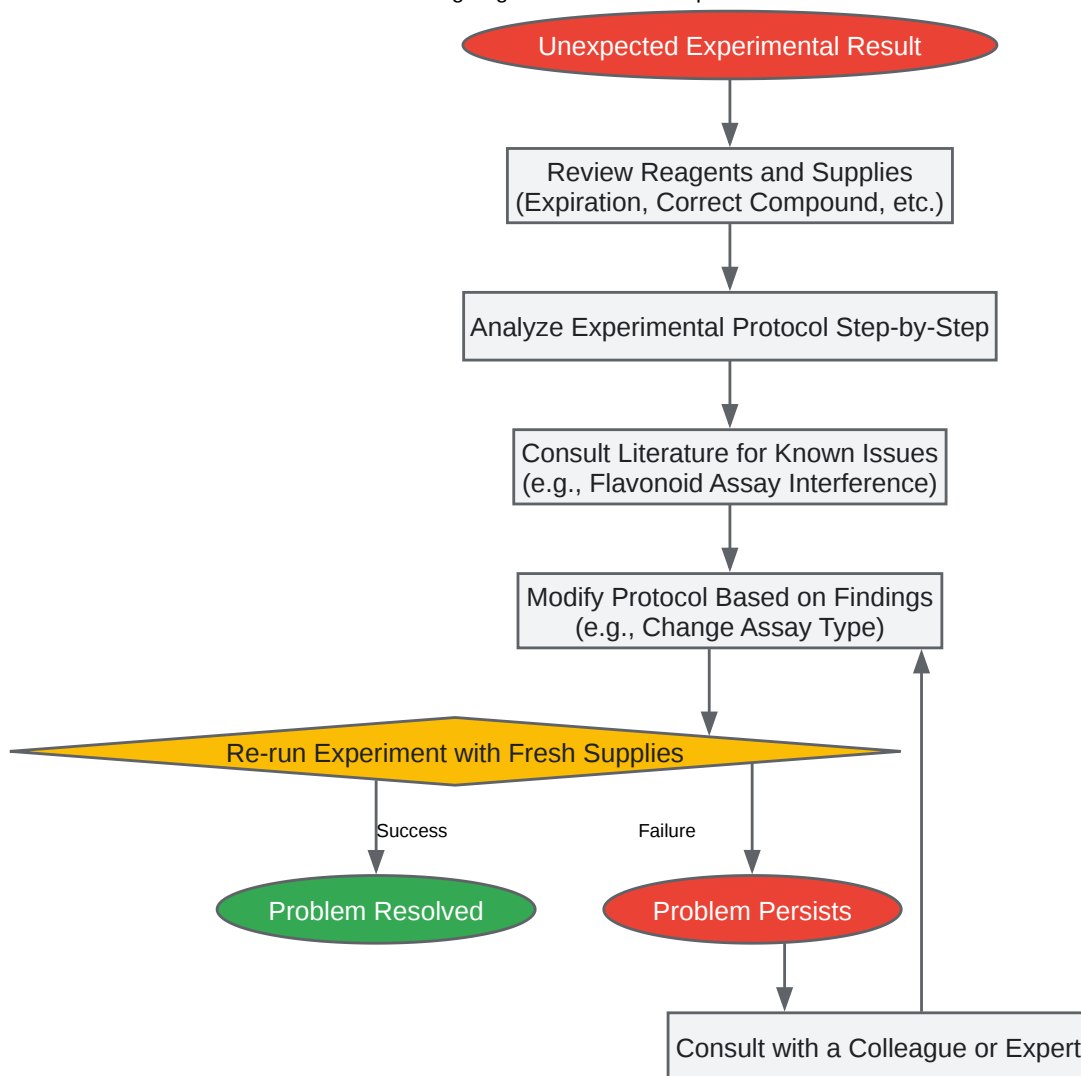 Unexpected Experimental Result
Review Reagents and Supplies
(Expiration, Correct Compound, etc.)
Analyze Experimental Protocol Step-by-Step
Consult Literature for Known Issues
(e.g., Flavonoid Assay Interference)
Modify Protocol Based on Findings
(e.g., Change Assay Type)
Re-run Experiment with Fresh Supplies
Success
Failure
Problem Resolved
Problem Persists
Consult with a Colleague or Expert